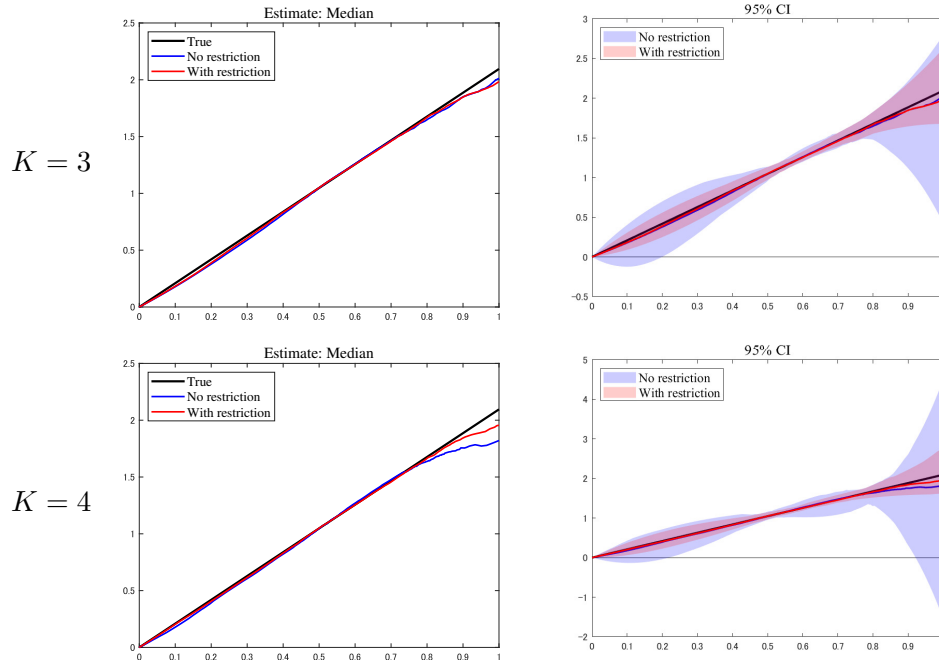 Estimate: Median
True
No restriction
With restriction
3
2.5
2
1.5
1
0.5
0
0 0.1 0.2 0.3 0.4 0.5 0.6 0.7 0.8 0.9 1
95% CI
No restriction
With restriction
3
2.5
2
1.5
1
0.5
0
-0.5
0 0.1 0.2 0.3 0.4 0.5 0.6 0.7 0.8 0.9
K = 3
Estimate: Median
True
No restriction
With restriction
2.5
2
1.5
1
0.5
0
0 0.1 0.2 0.3 0.4 0.5 0.6 0.7 0.8 0.9 1
95% CI
No restriction
With restriction
5
4
3
2
1
0
-1
-2
0 0.1 0.2 0.3 0.4 0.5 0.6 0.7 0.8 0.9
K = 4